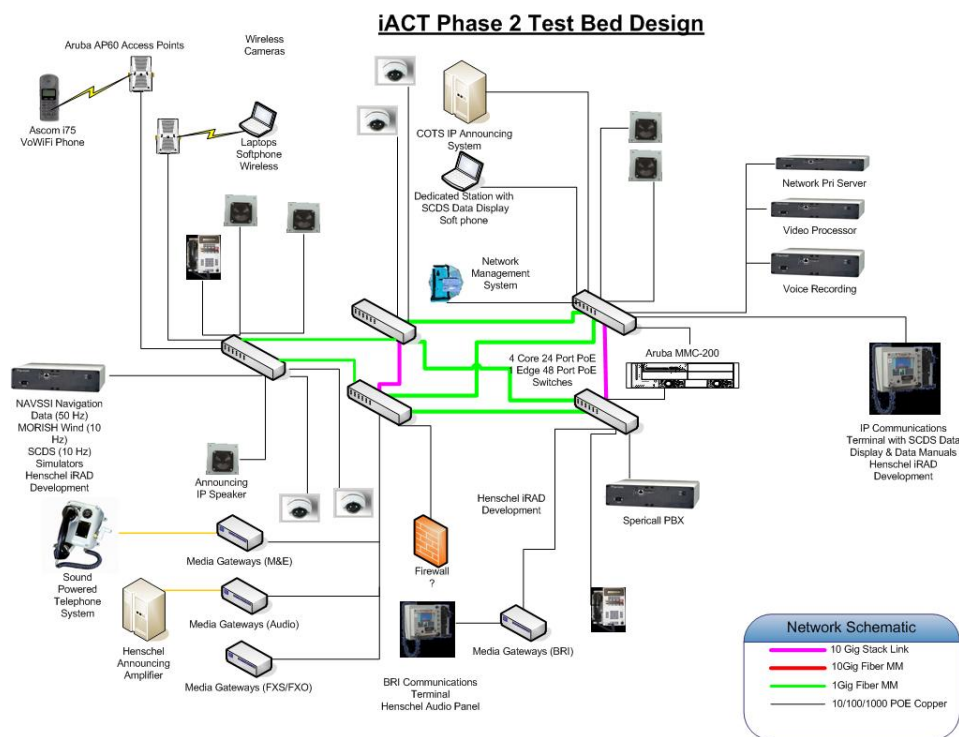 iACT Phase 2 Test Bed Design
Aruba AP60 Access Points
Wireless
Cameras
Ascom i75
VoWiFi Phone
Laptops
Softphone
Wireless
COTS IP Announcing
System
Dedicated Station with
SCDS Data Display
Soft phone
Network
Management
System
Network Pri Server
Video Processor
Voice Recording
4 Core 24 Port PoE
1 Edge 48 Port PoE
Switches
Aruba MMC-200
IP Communications
Terminal with SCDS Data
Display & Data Manuals
Henschel iRAD
Development
NAVSSI Navigation
Data (50 Hz)
MORISH Wind (10
Hz)
SCDS (10 Hz)
Simulators
Henschel iRAD
Development
Announcing
IP Speaker
Henschel iRAD
Development
Spericall PBX
Sound
Powered
Telephone
System
Media Gateways (M&E)
Firewall
?
Henschel
Announcing
Amplifier
Media Gateways (Audio)
Media Gateways (FXS/FXO)
BRI Communications
Terminal
Henschel Audio Panel
Media Gateways (BRI)
Network Schematic
10 Gig Stack Link
10Gig Fiber MM
1Gig Fiber MM
10/100/1000 POE Copper